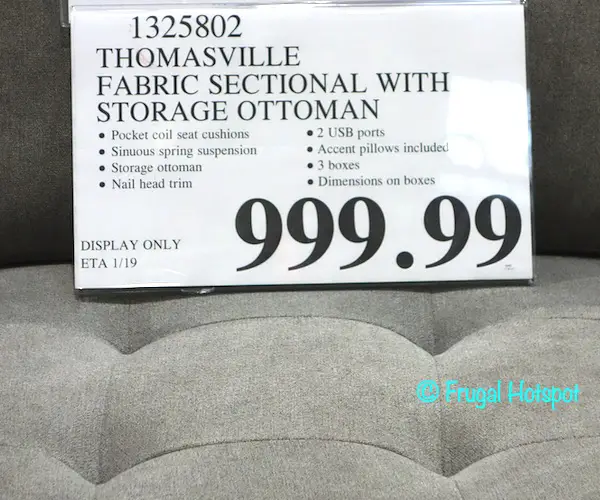 1325802
THOMASVILLE
FABRIC SECTIONAL WITH
STORAGE OTTOMAN
• Pocket coil seat cushions
• Sinuous spring suspension
• Storage ottoman
• Nail head trim
• 2 USB ports
• Accent pillows included
• 3 boxes
• Dimensions on boxes
DISPLAY ONLY
ETA 1/19
999.99
© Frugal Hotspot